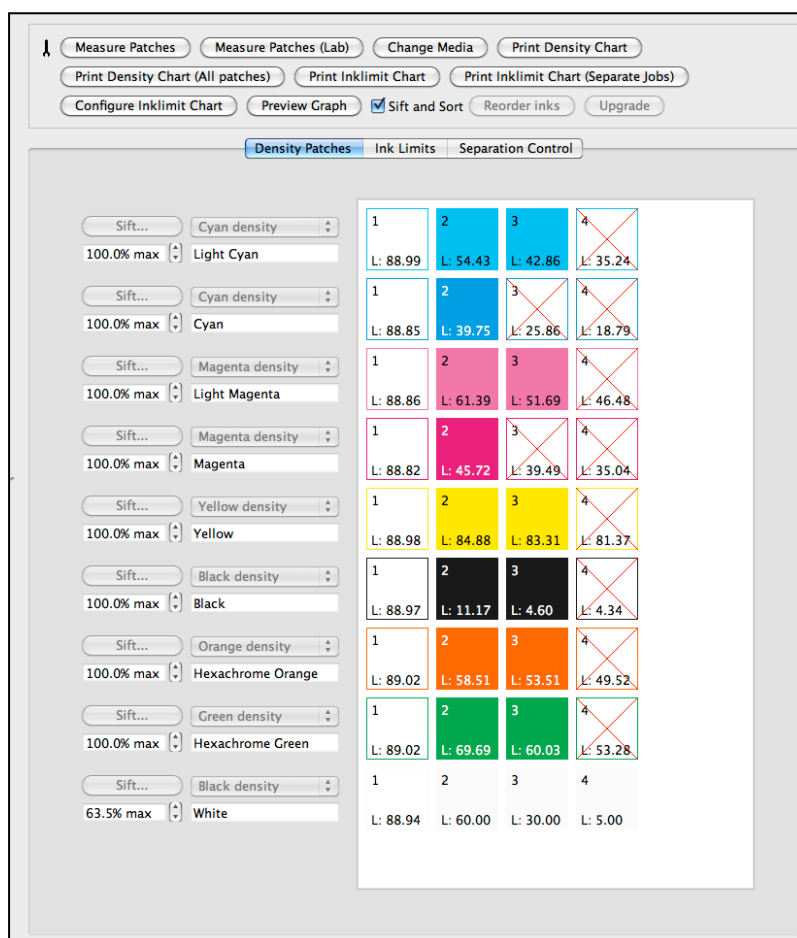 Measure Patches Measure Patches (Lab) Change Media Print Density Chart
Print Density Chart (All patches) Print Inklimit Chart Print Inklimit Chart (Separate Jobs)
Configure Inklimit Chart Preview Graph Sift and Sort Reorder inks Upgrade
Density Patches Ink Limits Separation Control
Sift... Cyan density 1 2 3 4
100.0% max Light Cyan L: 88.99 L: 54.43 L: 42.86 L: 35.24
Sift... Cyan density 1 2 3 4
100.0% max Cyan L: 88.85 L: 39.75 L: 25.86 L: 18.79
Sift... Magenta density 1 2 3 4
100.0% max Light Magenta L: 88.86 L: 61.39 L: 51.69 L: 46.48
Sift... Magenta density 1 2 3 4
100.0% max Magenta L: 88.82 L: 45.72 L: 39.49 L: 35.04
Sift... Yellow density 1 2 3 4
100.0% max Yellow L: 88.98 L: 84.88 L: 83.31 L: 81.37
Sift... Black density 1 2 3 4
100.0% max Black L: 88.97 L: 11.17 L: 4.60 L: 4.34
Sift... Orange density 1 2 3 4
100.0% max Hexachrome Orange L: 89.02 L: 58.51 L: 53.51 L: 49.52
Sift... Green density 1 2 3 4
100.0% max Hexachrome Green L: 89.02 L: 69.69 L: 60.03 L: 53.28
Sift... Black density 1 2 3 4
63.5% max White L: 88.94 L: 60.00 L: 30.00 L: 5.00